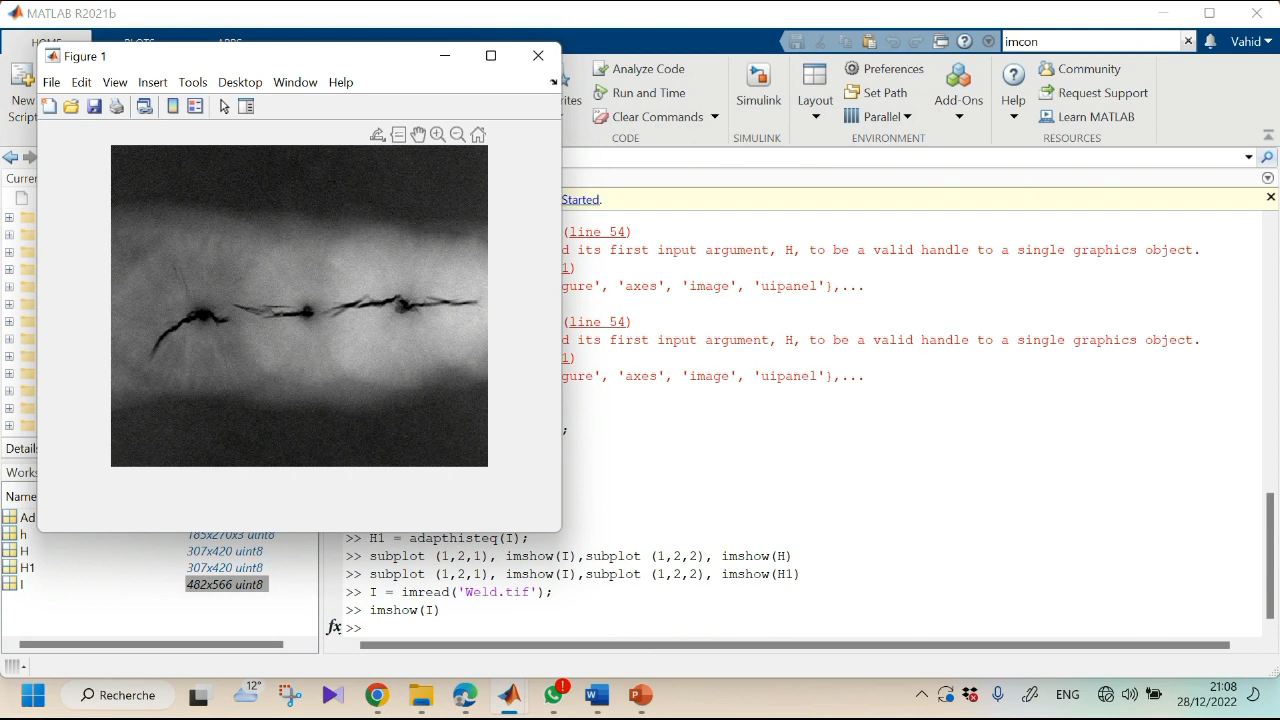 MATLAB R2021b
HOME PLOTS APPS
imcon
Vahid
Figure 1
File Edit View Insert Tools Desktop Window Help
New
Script
Analyze Code
Run and Time
Clear Commands
CODE
Simulink
SIMULINK
Layout
Preferences
Set Path
Parallel
ENVIRONMENT
Add-Ons
Help
Community
Request Support
Learn MATLAB
RESOURCES
Started.
(line 54)
d its first input argument, H, to be a valid handle to a single graphics object.
1)
gure', 'axes', 'image', 'uipanel'},...
(line 54)
d its first input argument, H, to be a valid handle to a single graphics object.
1)
gure', 'axes', 'image', 'uipanel'},...
;
>> H1 = adapthisteq(I);
>> subplot (1,2,1), imshow(I),subplot (1,2,2), imshow(H)
>> subplot (1,2,1), imshow(I),subplot (1,2,2), imshow(H1)
>> I = imread('Weld.tif');
>> imshow(I)
fx >>
Curre
Details
Works
Name
Ad
h 185x270x3 uint8
H 307x420 uint8
H1 307x420 uint8
I 482x566 uint8
Recherche
12°
ENG
21:08
28/12/2022